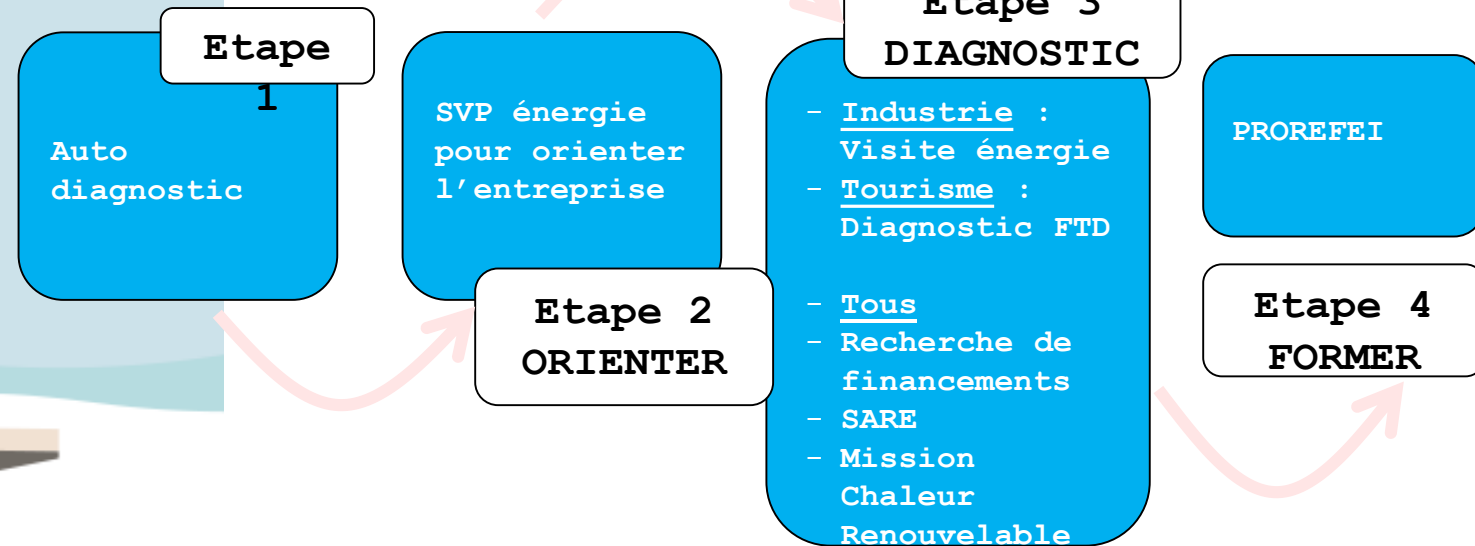 Etape
1
Auto
diagnostic
SVP énergie
pour orienter
l’entreprise
Etape 2
ORIENTER
Etape 3
DIAGNOSTIC
- Industrie :
Visite énergie
- Tourisme :
Diagnostic FTD
- Tous
- Recherche de
financements
- SARE
- Mission
Chaleur
Renouvelable
PROREFEI
Etape 4
FORMER